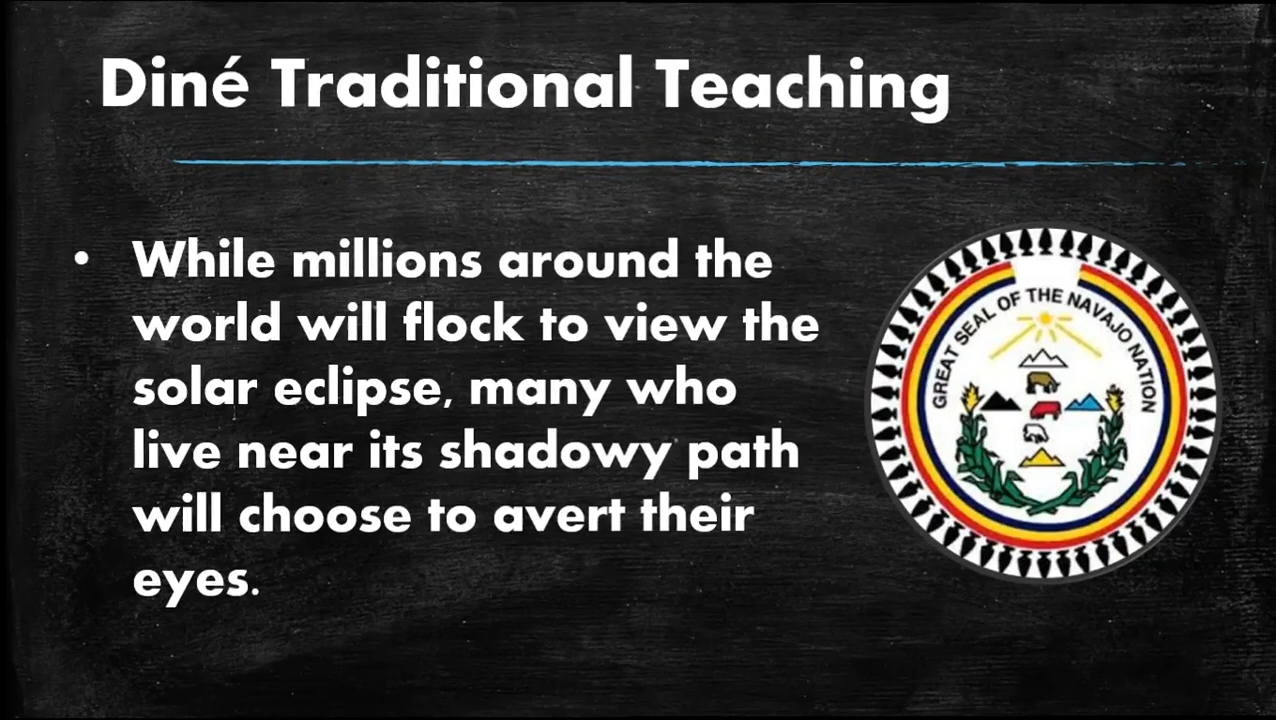 Diné Traditional Teaching
• While millions around the
world will flock to view the
solar eclipse, many who
live near its shadowy path
will choose to avert their
eyes.
GREAT SEAL OF THE NAVAJO NATION